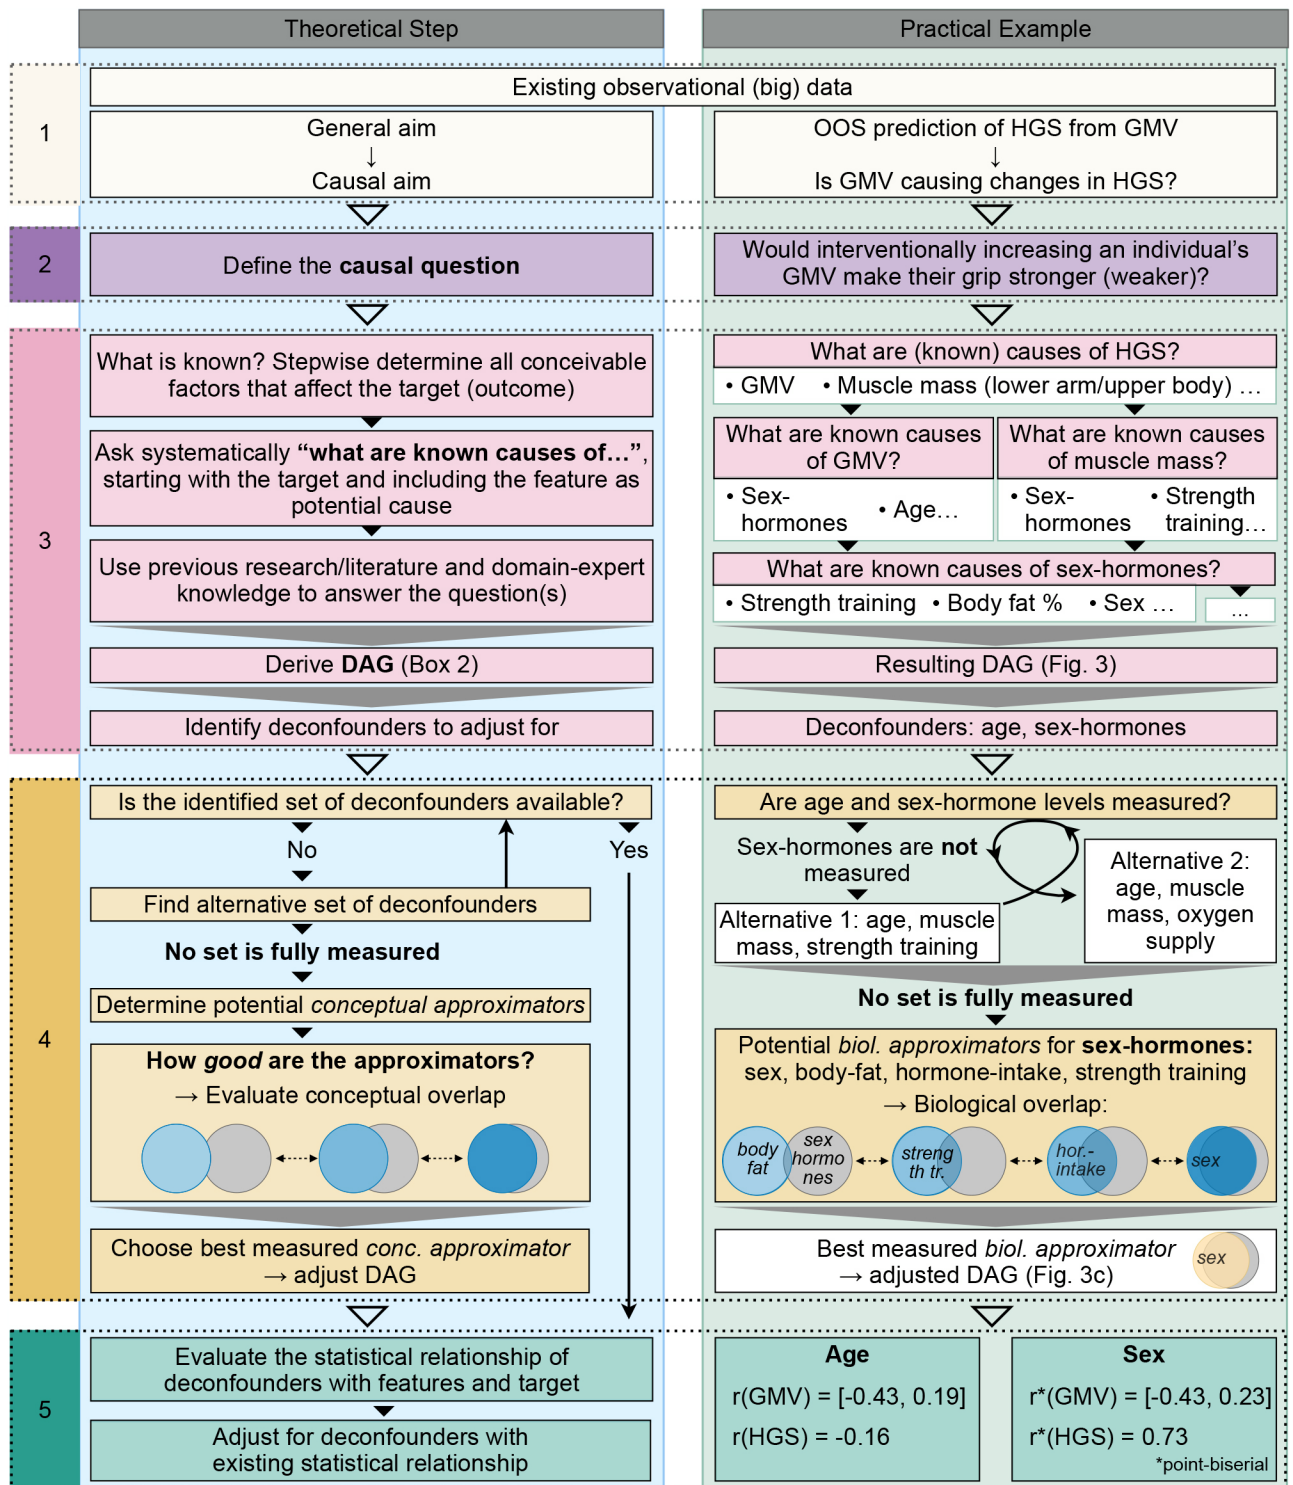 Theoretical Step
Practical Example
1
Existing observational (big) data
General aim
↓
Causal aim
OOS prediction of HGS from GMV
↓
Is GMV causing changes in HGS?
2
Define the causal question
Would interventionally increasing an individual's
GMV make their grip stronger (weaker)?
3
What is known? Stepwise determine all conceivable
factors that affect the target (outcome)
Ask systematically “what are known causes of…”,
starting with the target and including the feature as
potential cause
Use previous research/literature and domain-expert
knowledge to answer the question(s)
Derive DAG (Box 2)
Identify deconfounders to adjust for
What are (known) causes of HGS?
• GMV • Muscle mass (lower arm/upper body) …
What are known causes
of GMV?
• Sex-
hormones
• Age…
What are known causes
of muscle mass?
• Sex-
hormones
• Strength
training…
What are known causes of sex-hormones?
• Strength training • Body fat % • Sex …
…
Resulting DAG (Fig. 3)
Deconfounders: age, sex-hormones
4
Is the identified set of deconfounders available?
No
Yes
Find alternative set of deconfounders
No set is fully measured
Determine potential conceptual approximators
How good are the approximators?
→ Evaluate conceptual overlap
Choose best measured conc. approximator
→ adjust DAG
Are age and sex-hormone levels measured?
Sex-hormones are not
measured
Alternative 1: age, muscle
mass, strength training
Alternative 2:
age, muscle
mass, oxygen
supply
No set is fully measured
Potential biol. approximators for sex-hormones:
sex, body-fat, hormone-intake, strength training
→ Biological overlap:
body
fat
sex
hormo
nes
streng
th tr.
hor.-
intake
sex
Best measured biol. approximator
→ adjusted DAG (Fig. 3c)
sex
5
Evaluate the statistical relationship of
deconfounders with features and target
Adjust for deconfounders with
existing statistical relationship
Age
r(GMV) = [-0.43, 0.19]
r(HGS) = -0.16
Sex
r*(GMV) = [-0.43, 0.23]
r*(HGS) = 0.73
*point-biserial